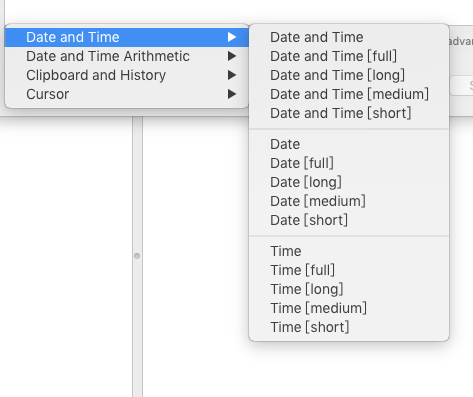 Date and Time
Date and Time Arithmetic
Clipboard and History
Cursor
Date and Time
Date and Time [full]
Date and Time [long]
Date and Time [medium]
Date and Time [short]
Date
Date [full]
Date [long]
Date [medium]
Date [short]
Time
Time [full]
Time [long]
Time [medium]
Time [short]